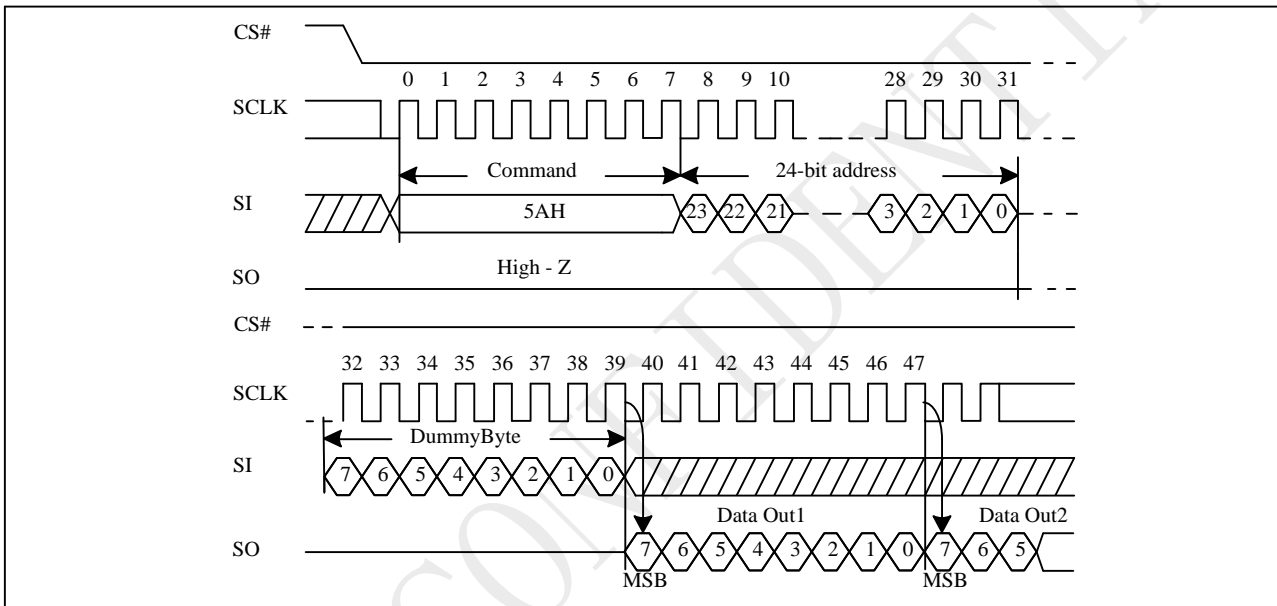 CS#
0 1 2 3 4 5 6 7 8 9 10 28 29 30 31
SCLK
Command 24-bit address
SI 5AH 23 22 21 3 2 1 0
High - Z
SO
CS#
32 33 34 35 36 37 38 39 40 41 42 43 44 45 46 47
SCLK
DummyByte
SI 7 6 5 4 3 2 1 0
Data Out1 Data Out2
SO 7 6 5 4 3 2 1 0 7 6 5
MSB MSB